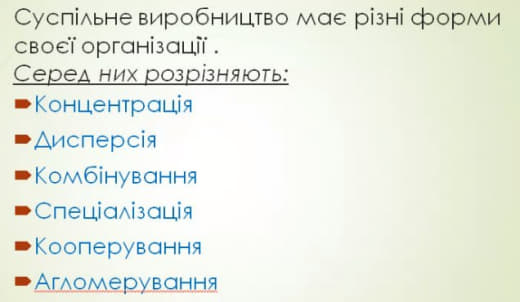 Суспільне виробництво має різні форми
своєї організації .
Серед них розрізняють:
Концентрація
Дисперсія
Комбінування
Спеціалізація
Кооперування
Агломерування